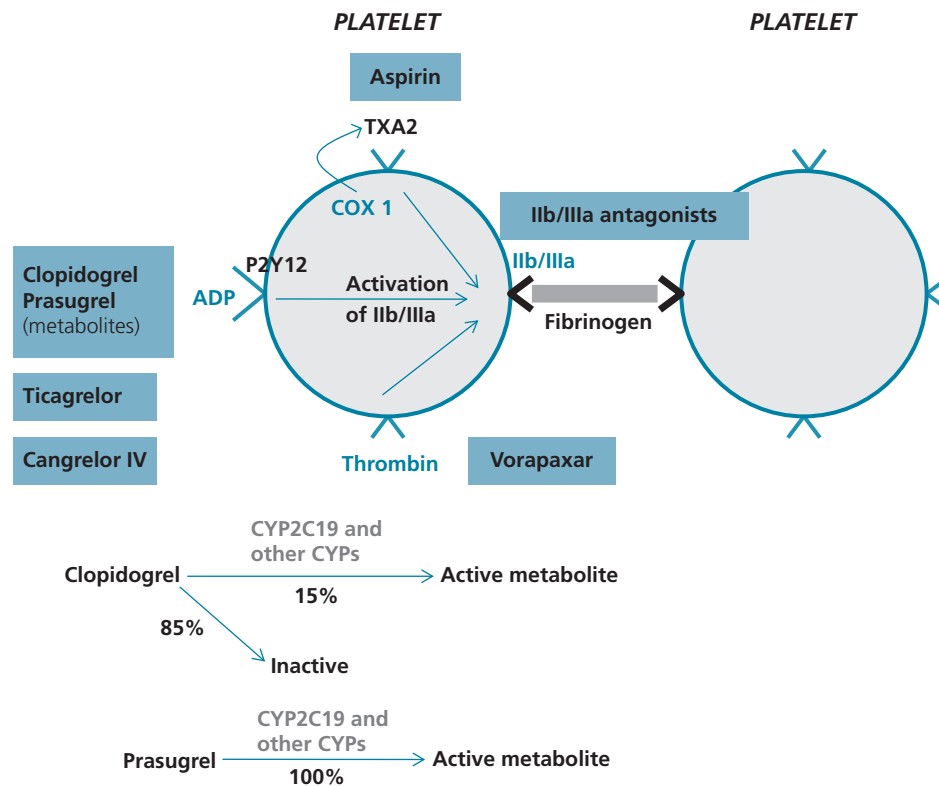 PLATELET
PLATELET
Aspirin
TXA2
COX 1
IIb/IIIa antagonists
P2Y12
IIb/IIIa
Clopidogrel
Prasugrel
(metabolites)
ADP
Activation
of IIb/IIIa
Fibrinogen
Ticagrelor
Cangrelor IV
Thrombin
Vorapaxar
CYP2C19 and
other CYPs
Clopidogrel
Active metabolite
15%
85%
Inactive
CYP2C19 and
other CYPs
Prasugrel
Active metabolite
100%